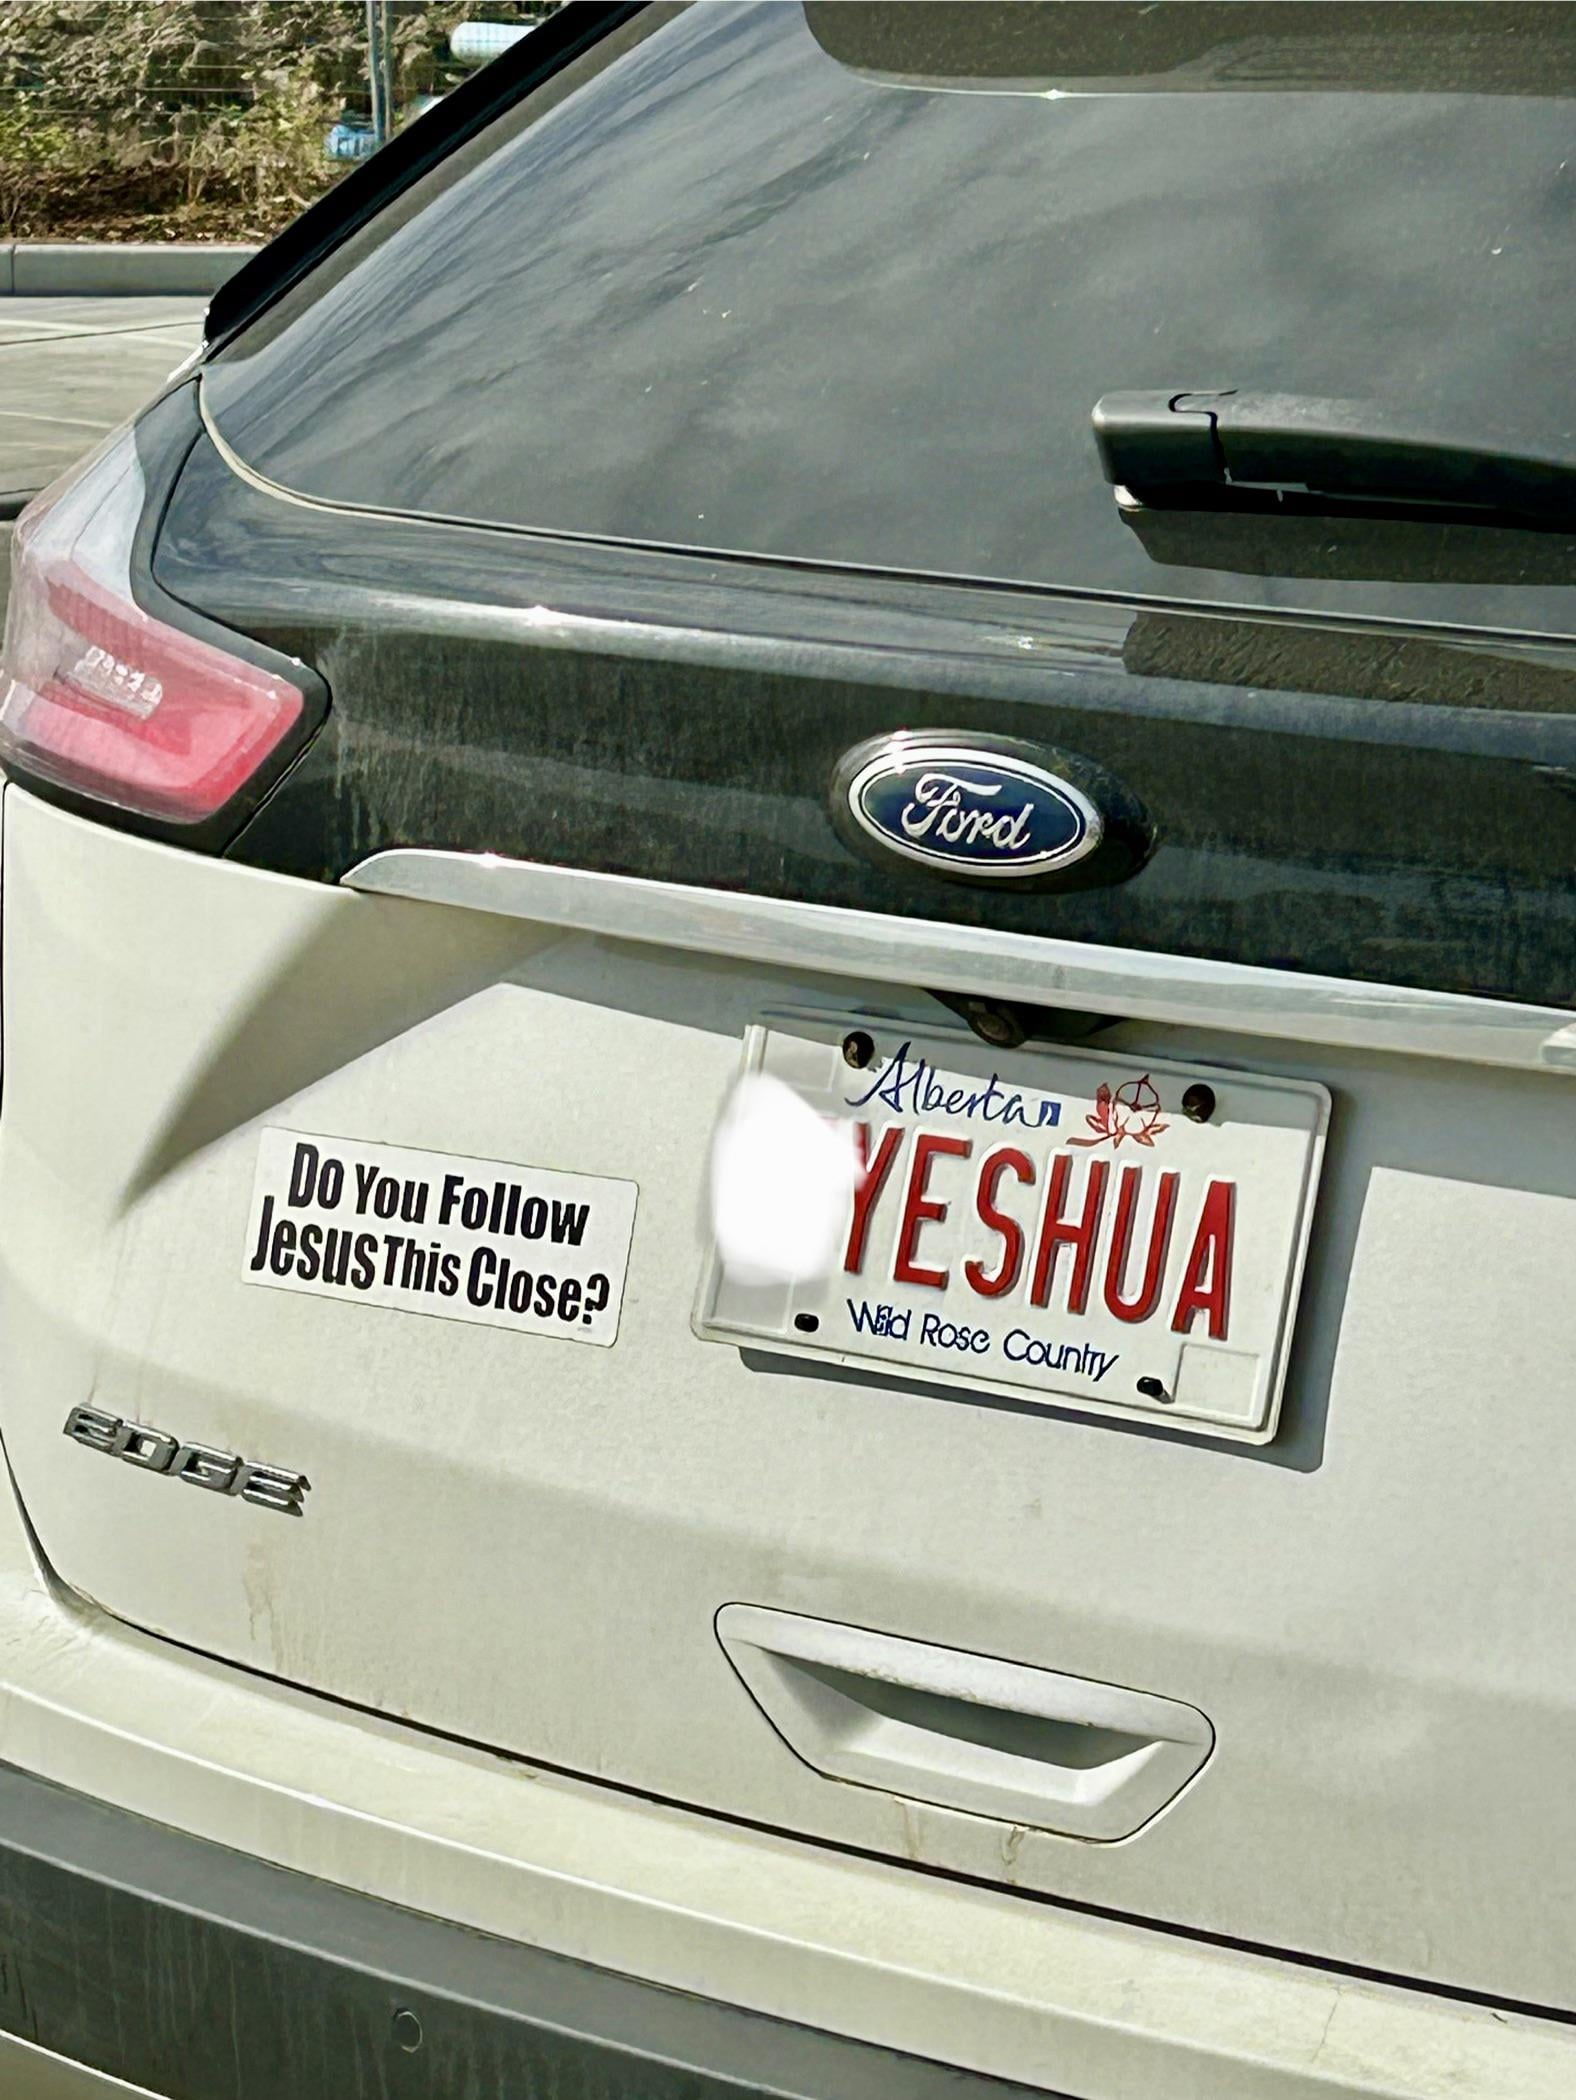 Ford
Alberta
YESHUA
Wild Rose Country
Do You Follow
Jesus This Close?
EDGE